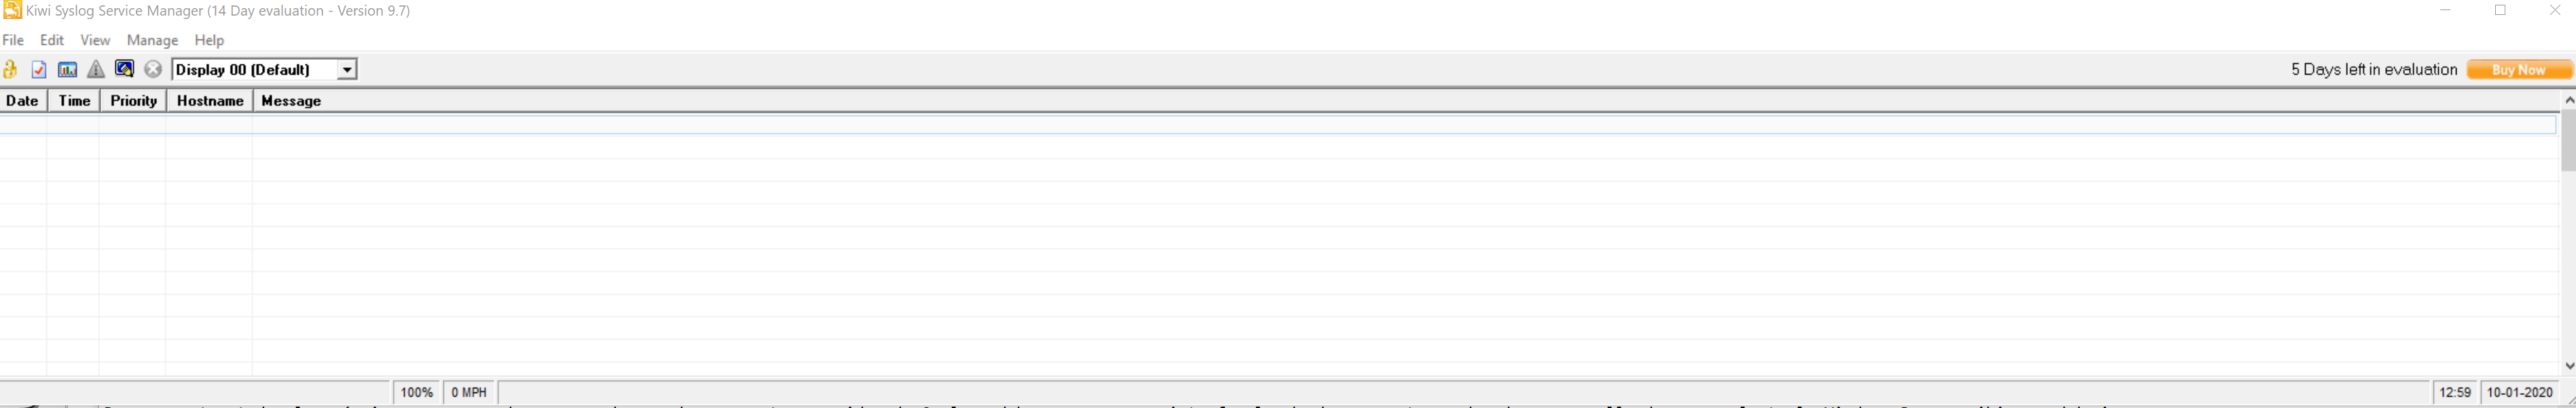 Kiwi Syslog Service Manager (14 Day evaluation - Version 9.7)
File Edit View Manage Help
Display 00 (Default) 5 Days left in evaluation Buy Now
Date Time Priority Hostname Message
100% 0 MPH 12:59 10-01-2020